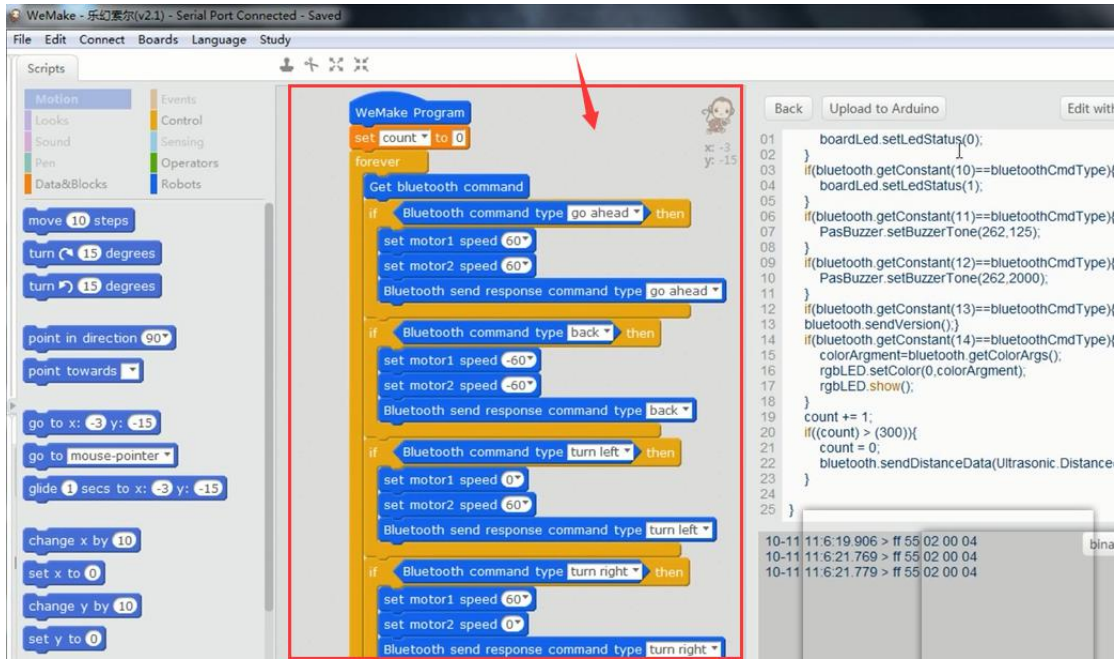 WeMake - 乐幻索尔(v2.1) - Serial Port Connected - Saved
File Edit Connect Boards Language Study
Scripts
Motion Events
Looks Control
Sound Sensing
Pen Operators
Data&Blocks Robots
move 10 steps
turn 15 degrees
turn 15 degrees
point in direction 90
point towards
go to x: -3 y: -15
go to mouse-pointer
glide 1 secs to x: -3 y: -15
change x by 10
set x to 0
change y by 10
set y to 0
WeMake Program
set count to 0
forever
Get bluetooth command
if Bluetooth command type go ahead then
set motor1 speed 60
set motor2 speed 60
Bluetooth send response command type go ahead
if Bluetooth command type back then
set motor1 speed -60
set motor2 speed -60
Bluetooth send response command type back
if Bluetooth command type turn left then
set motor1 speed 0
set motor2 speed 60
Bluetooth send response command type turn left
if Bluetooth command type turn right then
set motor1 speed 60
set motor2 speed 0
Bluetooth send response command type turn right
x: -3
y: -15
Back Upload to Arduino Edit with
01 boardLed.setLedStatus(0);
02 }
03 if(bluetooth.getConstant(10)==bluetoothCmdType){
04 boardLed.setLedStatus(1);
05 }
06 if(bluetooth.getConstant(11)==bluetoothCmdType){
07 PasBuzzer.setBuzzerTone(262,125);
08 }
09 if(bluetooth.getConstant(12)==bluetoothCmdType){
10 PasBuzzer.setBuzzerTone(262,2000);
11 }
12 if(bluetooth.getConstant(13)==bluetoothCmdType){
13 bluetooth.sendVersion();}
14 if(bluetooth.getConstant(14)==bluetoothCmdType){
15 colorArgment=bluetooth.getColorArgs();
16 rgbLED.setColor(0,colorArgment);
17 rgbLED.show();
18 }
19 count += 1;
20 if((count) > (300)){
21 count = 0;
22 bluetooth.sendDistanceData(Ultrasonic.Distance
23 }
24
25 }
10-11 11:6:19.906 > ff 55 02 00 04
10-11 11:6:21.769 > ff 55 02 00 04
10-11 11:6:21.779 > ff 55 02 00 04
bina